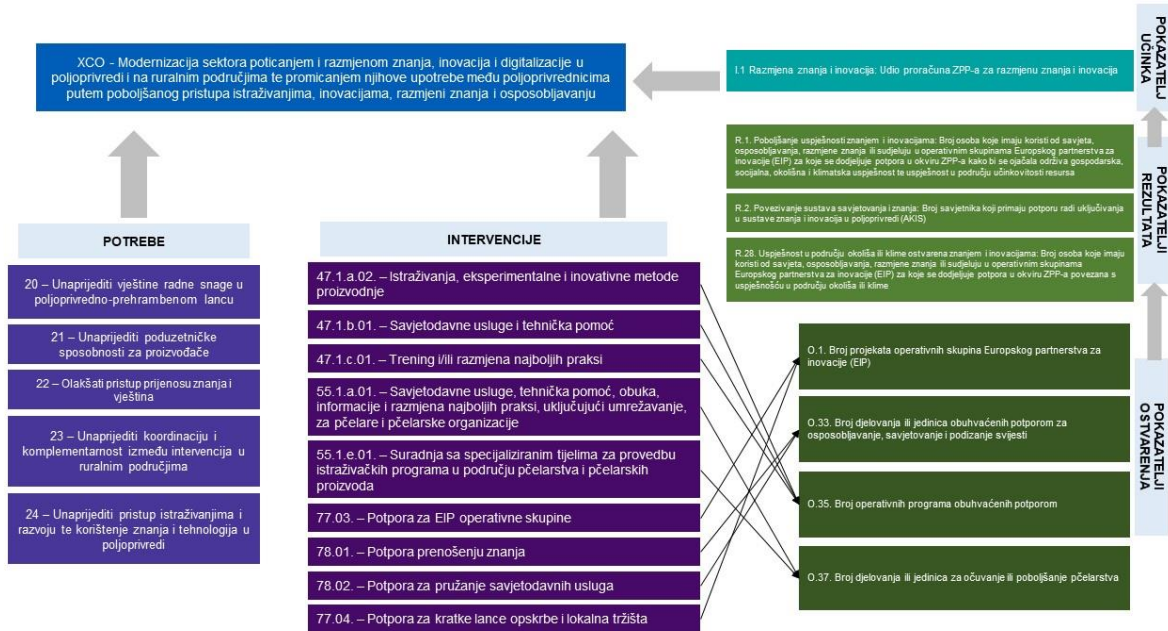 XCO - Modernizacija sektora poticanjem i razmjenom znanja, inovacija i digitalizacije u
poljoprivredi i na ruralnim područjima te promicanjem njihove upotrebe među poljoprivrednicima
putem poboljšanog pristupa istraživanjima, inovacijama, razmjeni znanja i osposobljavanju
I.1 Razmjena znanja i inovacija: Udio proračuna ZPP-a za razmjenu znanja i inovacija
POKAZATELJ
UČINKA
POTREBE
20 – Unaprijediti vještine radne snage u
poljoprivredno-prehrambenom lancu
21 – Unaprijediti poduzetničke
sposobnosti za proizvođače
22 – Olakšati pristup prijenosu znanja i
vještina
23 – Unaprijediti koordinaciju i
komplementarnost između intervencija u
ruralnim područjima
24 – Unaprijediti pristup istraživanjima i
razvoju te korištenje znanja i tehnologija u
poljoprivredi
INTERVENCIJE
47.1.a.02. – Istraživanja, eksperimentalne i inovativne metode
proizvodnje
47.1.b.01. – Savjetodavne usluge i tehnička pomoć
47.1.c.01. – Trening i/ili razmjena najboljih praksi
55.1.a.01. – Savjetodavne usluge, tehnička pomoć, obuka,
informacije i razmjena najboljih praksi, uključujući umrežavanje,
za pčelare i pčelarske organizacije
55.1.e.01. – Suradnja sa specijaliziranim tijelima za provedbu
istraživačkih programa u području pčelarstva i pčelarskih
proizvoda
77.03. – Potpora za EIP operativne skupine
78.01. – Potpora prenošenju znanja
78.02. – Potpora za pružanje savjetodavnih usluga
77.04. – Potpora za kratke lance opskrbe i lokalna tržišta
R.1. Poboljšanje uspješnosti znanjem i inovacijama: Broj osoba koje imaju koristi od savjeta,
osposobljavanja, razmjene znanja ili sudjeluju u operativnim skupinama Europskog partnerstva za
inovacije (EIP) za koje se dodjeljuje potpora u okviru ZPP-a kako bi se ojačala održiva gospodarska,
socijalna, okolišna i klimatska uspješnost te uspješnost u području učinkovitosti resursa
R.2. Povezivanje sustava savjetovanja i znanja: Broj savjetnika koji primaju potporu radi uključivanja
u sustave znanja i inovacija u poljoprivredi (AKIS)
R.28. Uspješnost u području okoliša ili klime ostvarena znanjem i inovacijama: Broj osoba koje imaju
koristi od savjeta, osposobljavanja, razmjene znanja ili sudjeluju u operativnim skupinama
Europskog partnerstva za inovacije (EIP) za koje se dodjeljuje potpora u okviru ZPP-a povezana s
uspješnošću u području okoliša ili klime
POKAZATELJI
REZULTATA
O.1. Broj projekata operativnih skupina Europskog partnerstva za
inovacije (EIP)
O.33. Broj djelovanja ili jedinica obuhvaćenih potporom za
osposobljavanje, savjetovanje i podizanje svijesti
O.35. Broj operativnih programa obuhvaćenih potporom
O.37. Broj djelovanja ili jedinica za očuvanje ili poboljšanje pčelarstva
POKAZATELJI
OSTVARENJA